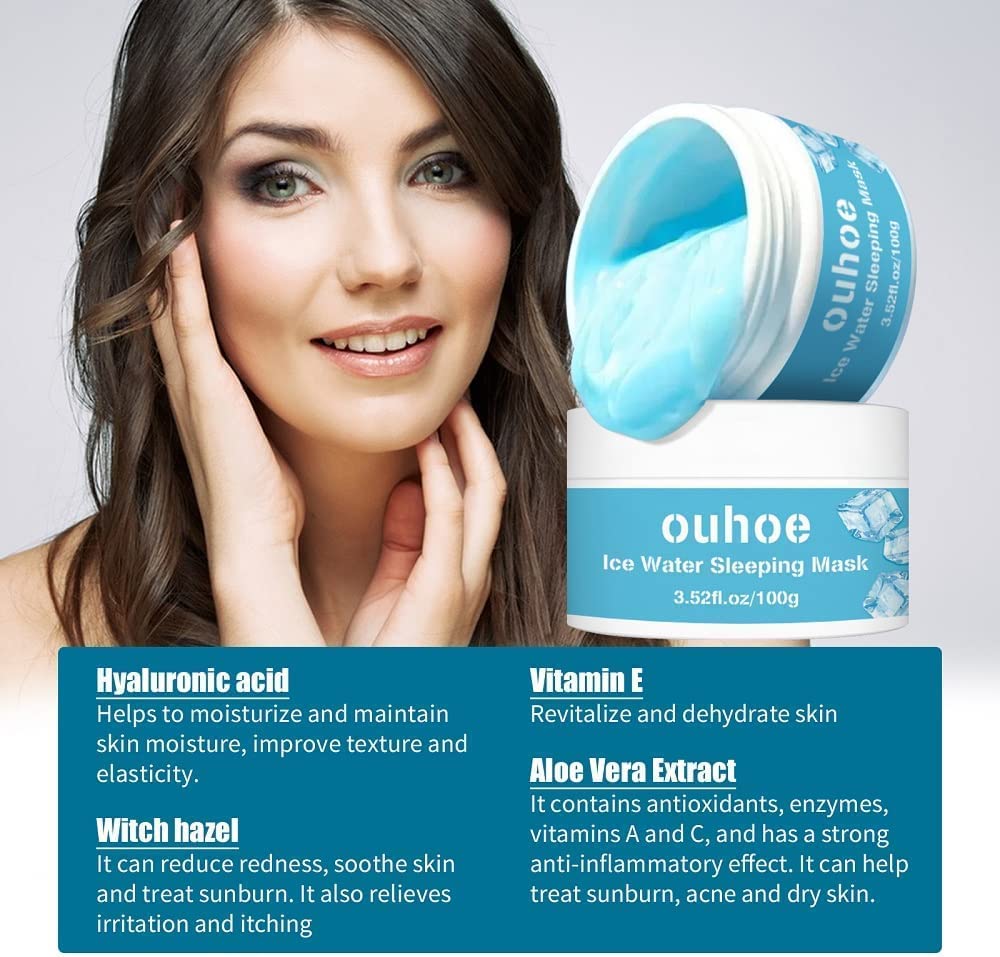 ouhoe
Ice Water Sleeping Mask
3.52fl.oz/100g
ouhoe
Ice Water Sleeping Mask
3.52fl.oz/100g
Hyaluronic acid
Helps to moisturize and maintain
skin moisture, improve texture and
elasticity.
Witch hazel
It can reduce redness, soothe skin
and treat sunburn. It also relieves
irritation and itching
Vitamin E
Revitalize and dehydrate skin
Aloe Vera Extract
It contains antioxidants, enzymes,
vitamins A and C, and has a strong
anti-inflammatory effect. It can help
treat sunburn, acne and dry skin.